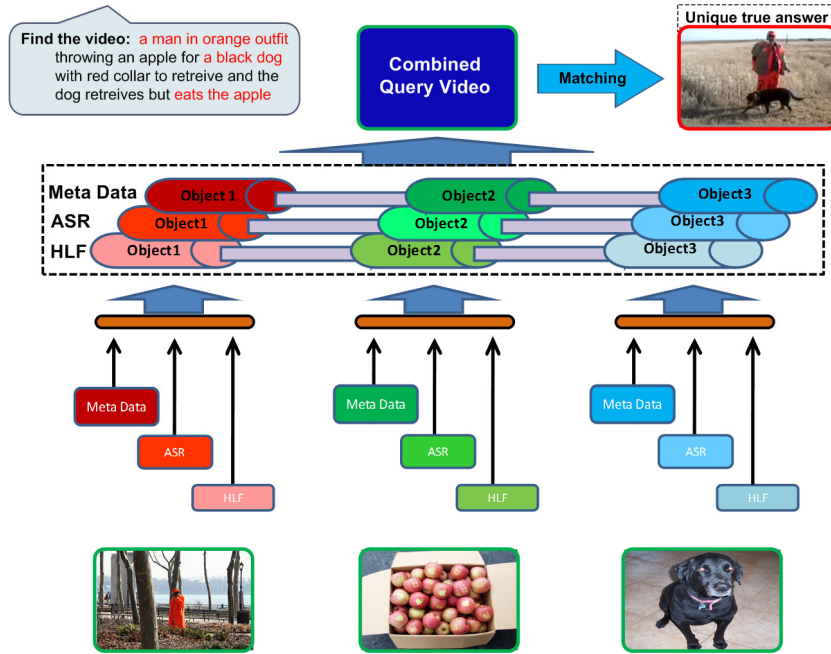 Find the video: a man in orange outfit
throwing an apple for a black dog
with red collar to retreive and the
dog retreives but eats the apple
Combined
Query Video
Matching
Unique true answer
Meta Data
Object 1
Object2
Object3
ASR
Object1
Object2
Object3
HLF
Object1
Object2
Object3
Meta Data
Meta Data
Meta Data
ASR
ASR
ASR
HLF
HLF
HLF